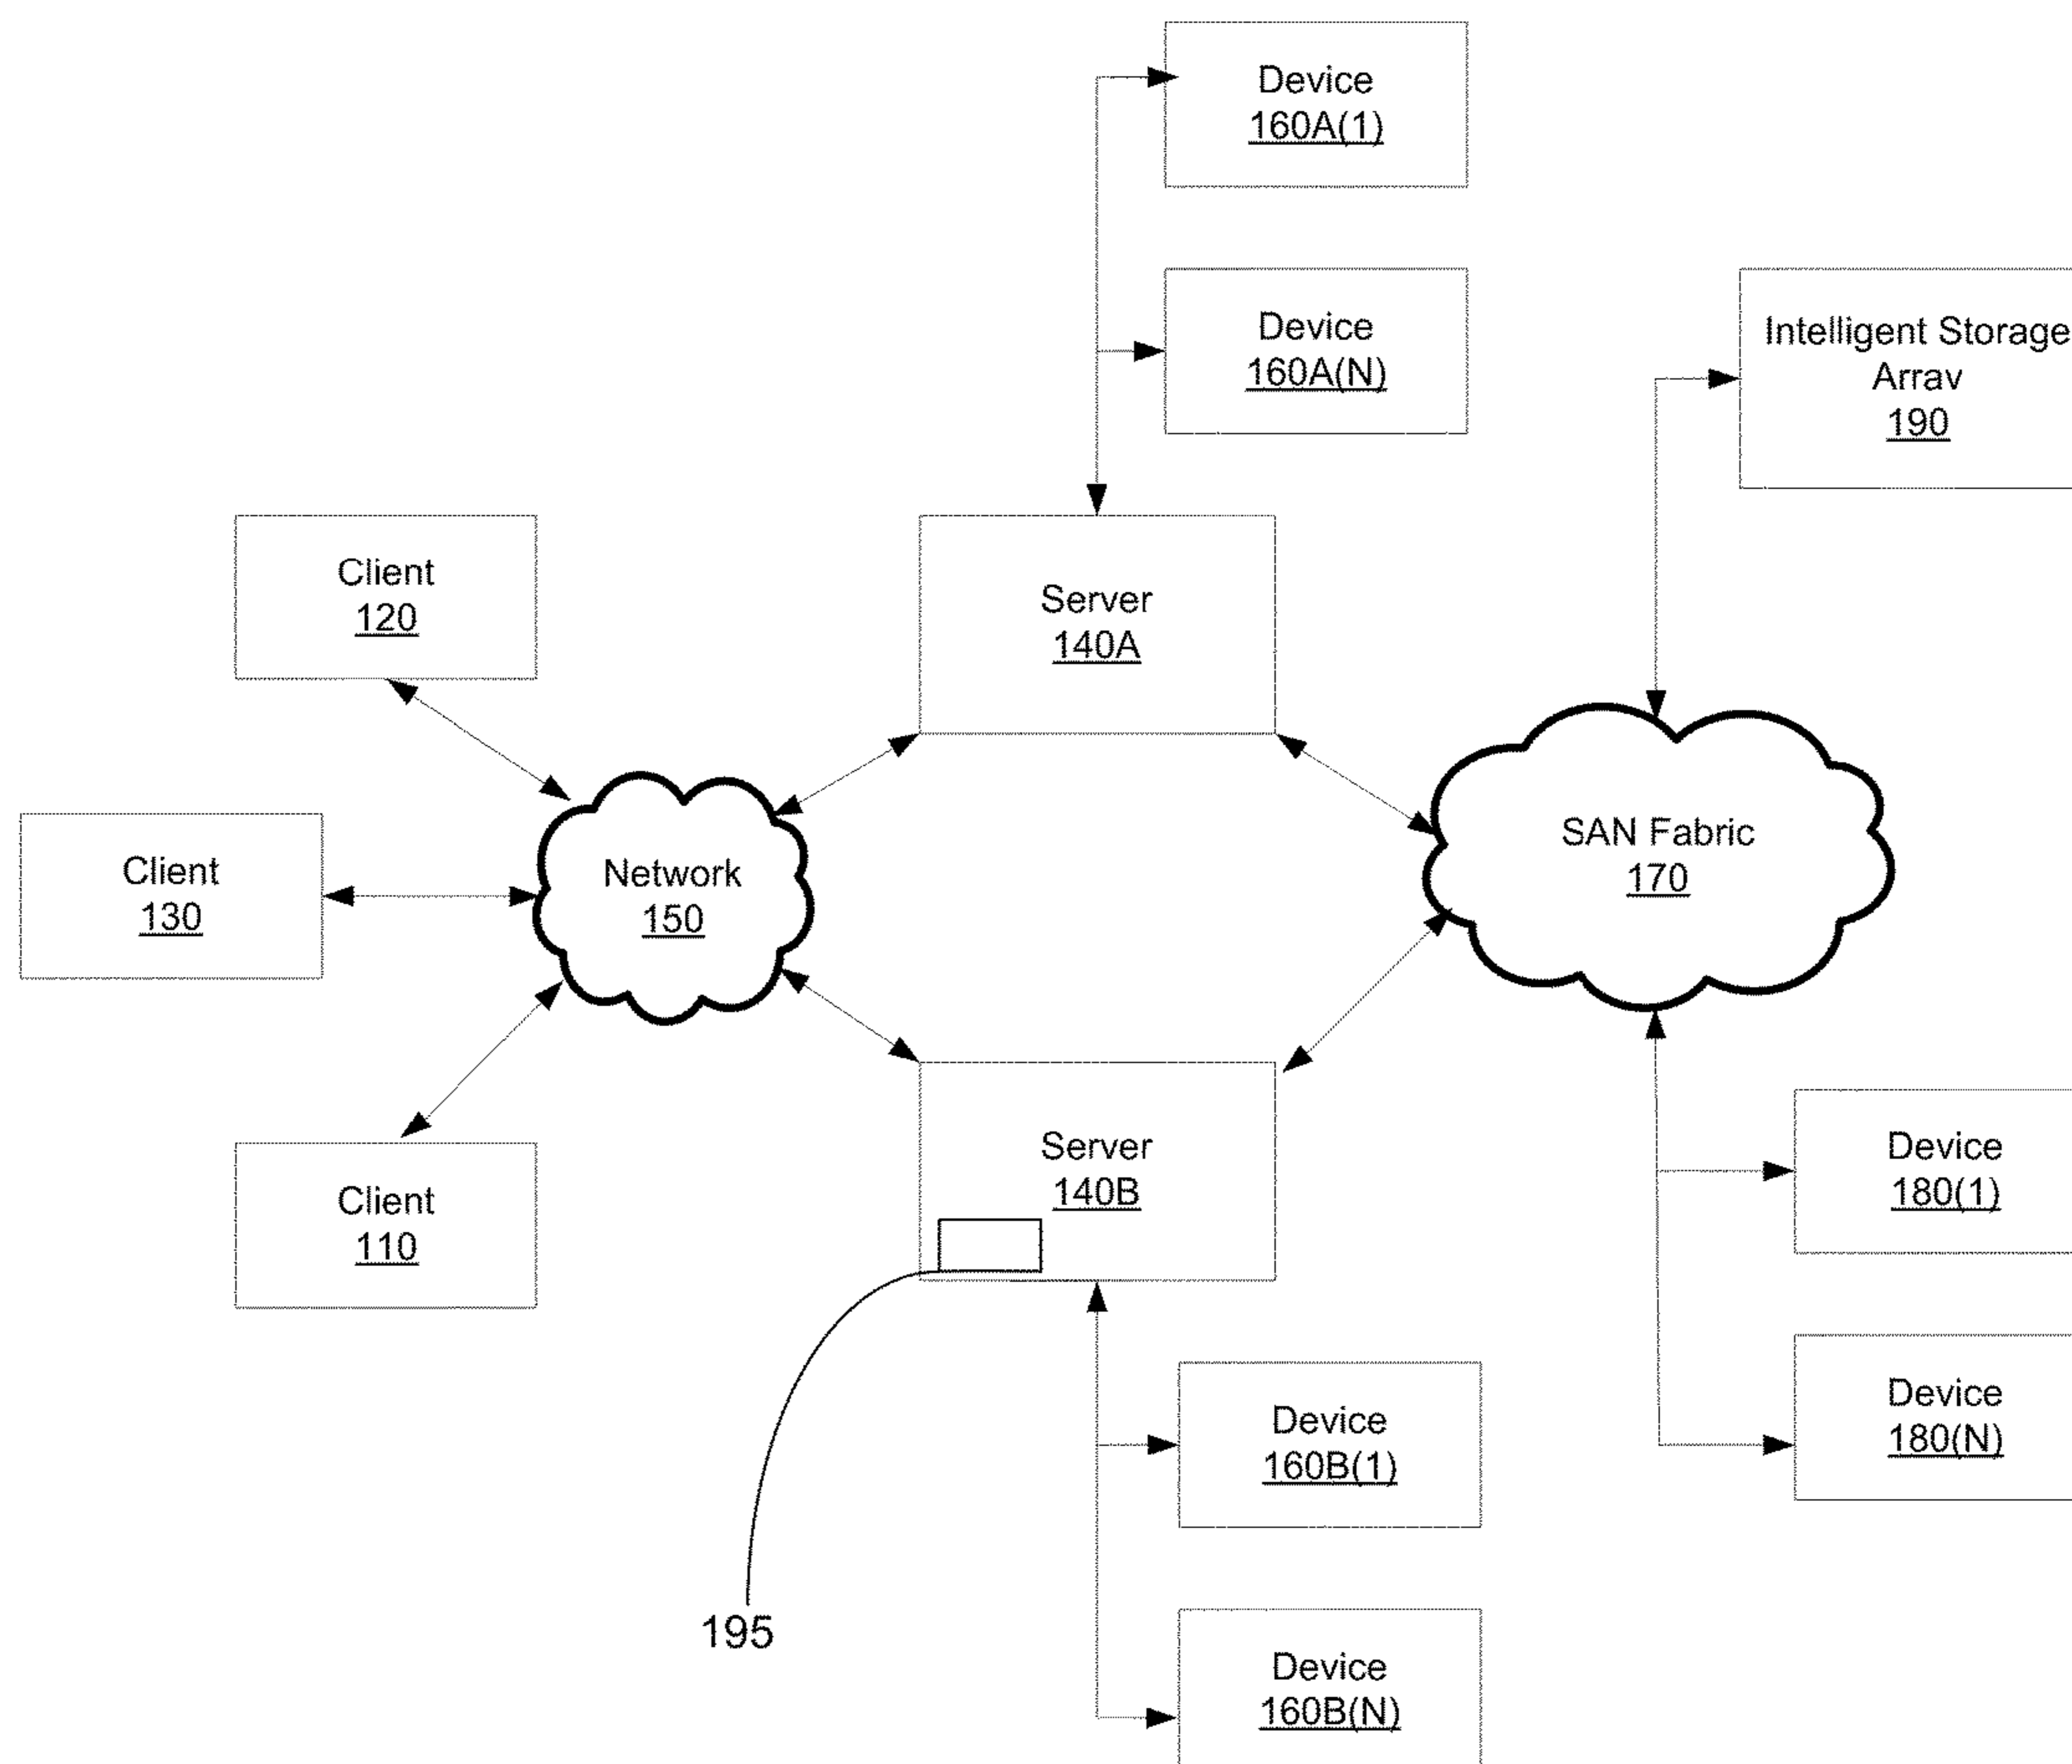 Device
160A(1)
Device
160A(N)
Intelligent Storage
Arrav
190
Client
120
Server
140A
SAN Fabric
170
Client
130
Network
150
Client
110
Server
140B
Device
180(1)
Device
180(N)
Device
160B(1)
195
Device
160B(N)